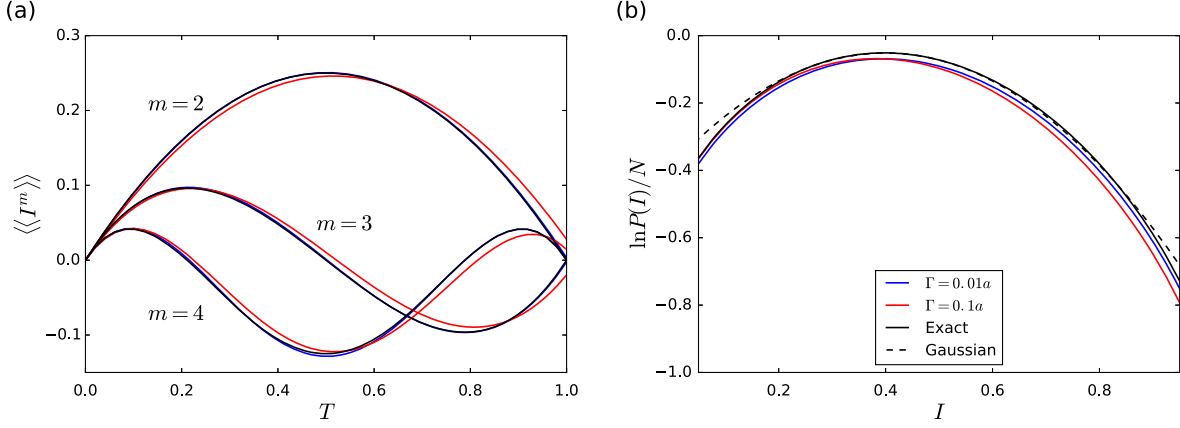 (a)
0.3
0.2
0.1
0.0
−0.1
⟨⟨I^m⟩⟩
m = 2
m = 3
m = 4
0.0 0.2 0.4 0.6 0.8 1.0
T
(b)
0.0
−0.2
−0.4
−0.6
−0.8
−1.0
lnP(I)/N
Γ = 0.01a
Γ = 0.1a
Exact
Gaussian
0.2 0.4 0.6 0.8
I